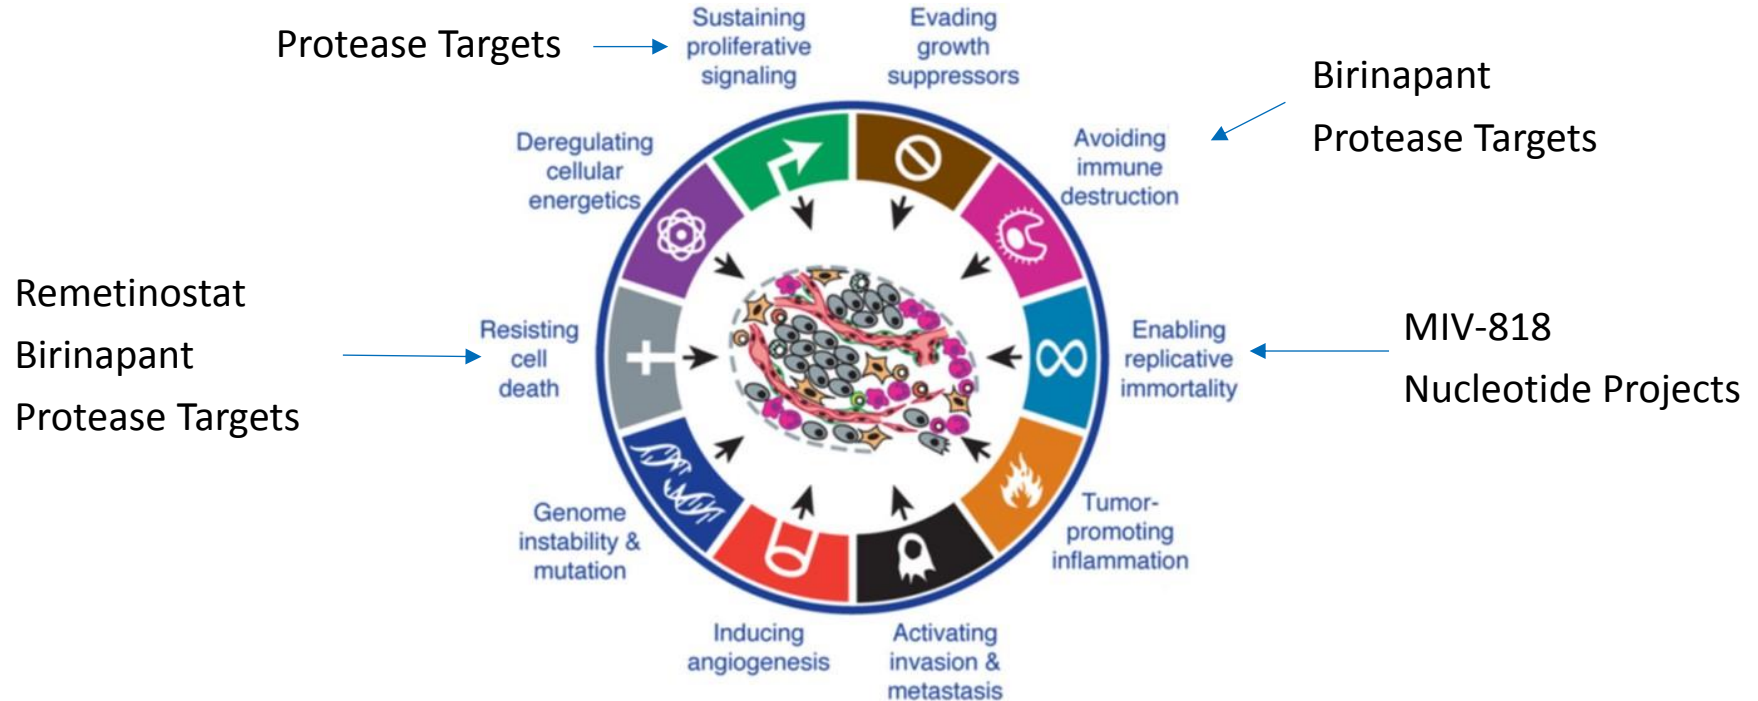 Protease Targets
Sustaining
proliferative
signaling
Evading
growth
suppressors
Birinapant
Protease Targets
Deregulating
cellular
energetics
Avoiding
immune
destruction
Remetinostat
Birinapant
Protease Targets
Resisting
cell
death
Enabling
replicative
immortality
MIV-818
Nucleotide Projects
Genome
instability &
mutation
Tumor-
promoting
inflammation
Inducing
angiogenesis
Activating
invasion &
metastasis